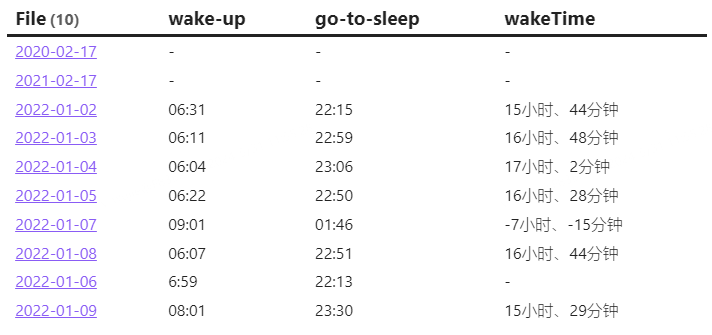 File (10) wake-up go-to-sleep wakeTime
2020-02-17 - - -
2021-02-17 - - -
2022-01-02 06:31 22:15 15小时、44分钟
2022-01-03 06:11 22:59 16小时、48分钟
2022-01-04 06:04 23:06 17小时、2分钟
2022-01-05 06:22 22:50 16小时、28分钟
2022-01-07 09:01 01:46 -7小时、-15分钟
2022-01-08 06:07 22:51 16小时、44分钟
2022-01-06 6:59 22:13 -
2022-01-09 08:01 23:30 15小时、29分钟